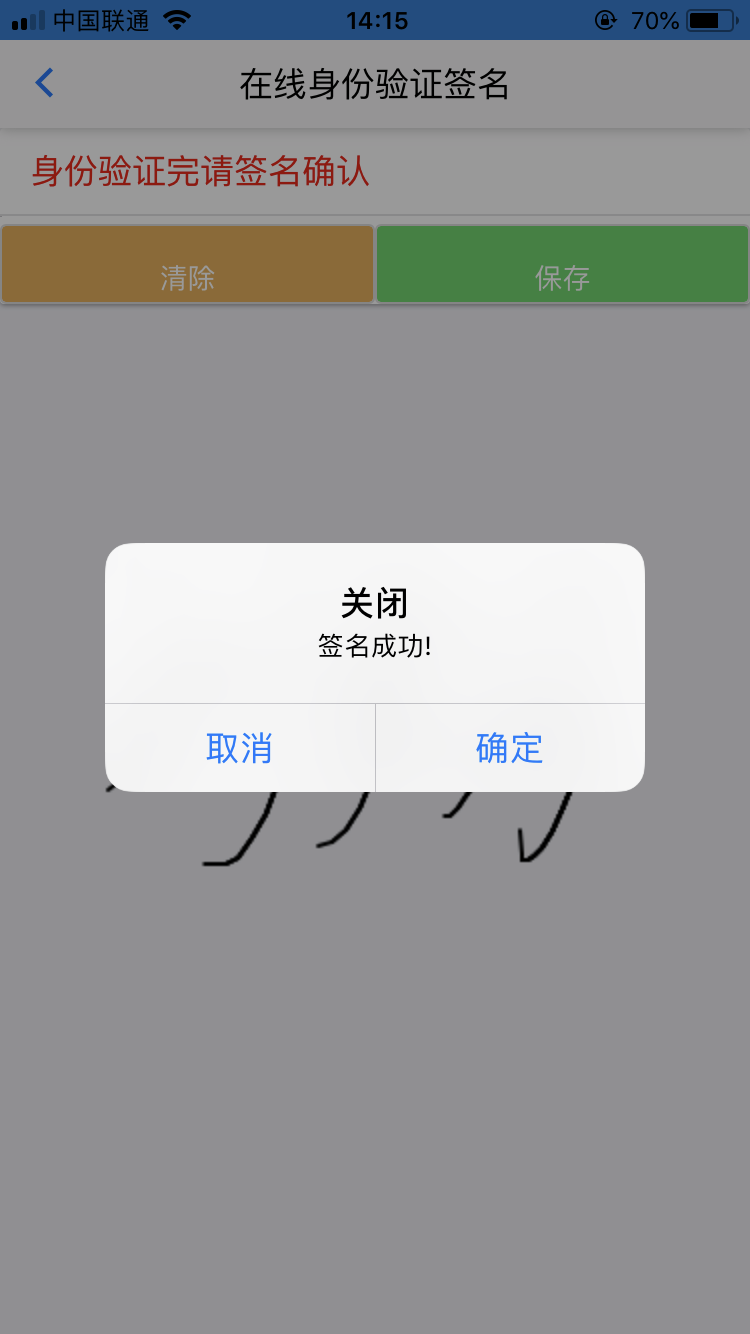 中国联通 14:15 70%
在线身份验证签名
身份验证完请签名确认
清除 保存
关闭
签名成功!
取消 确定